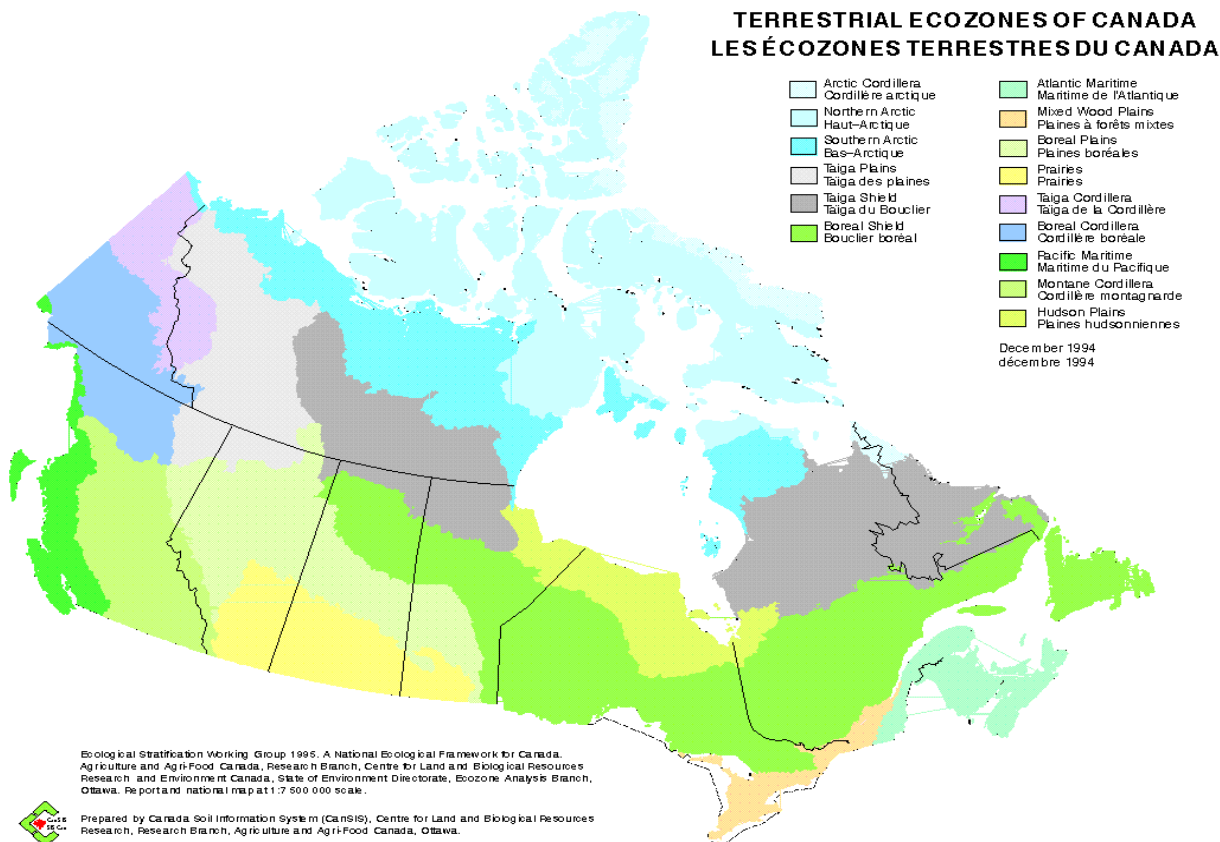 TERRESTRIAL ECOZONES OF CANADA
LES ÉCOZONES TERRESTRES DU CANADA
Arctic Cordillera
Cordillère arctique
Northern Arctic
Haut-Arctique
Southern Arctic
Bas-Arctique
Taiga Plains
Taïga des plaines
Taiga Shield
Taïga du Bouclier
Boreal Shield
Bouclier boréal
Atlantic Maritime
Maritime de l'Atlantique
Mixed Wood Plains
Plaines à forêts mixtes
Boreal Plains
Plaines boréales
Prairies
Prairies
Taiga Cordillera
Taïga de la Cordillère
Boreal Cordillera
Cordillère boréale
Pacific Maritime
Maritime du Pacifique
Montane Cordillera
Cordillère montagnarde
Hudson Plains
Plaines hudsonniennes
December 1994
décembre 1994
Ecological Stratification Working Group 1995. A National Ecological Framework for Canada.
Agriculture and Agri-Food Canada, Research Branch, Centre for Land and Biological Resources
Research and Environment Canada, State of Environment Directorate, Ecozone Analysis Branch,
Ottawa. Report and national map at 1:7 500 000 scale.
Prepared by Canada Soil Information System (CanSIS), Centre for Land and Biological Resources
Research, Research Branch, Agriculture and Agri-Food Canada, Ottawa.